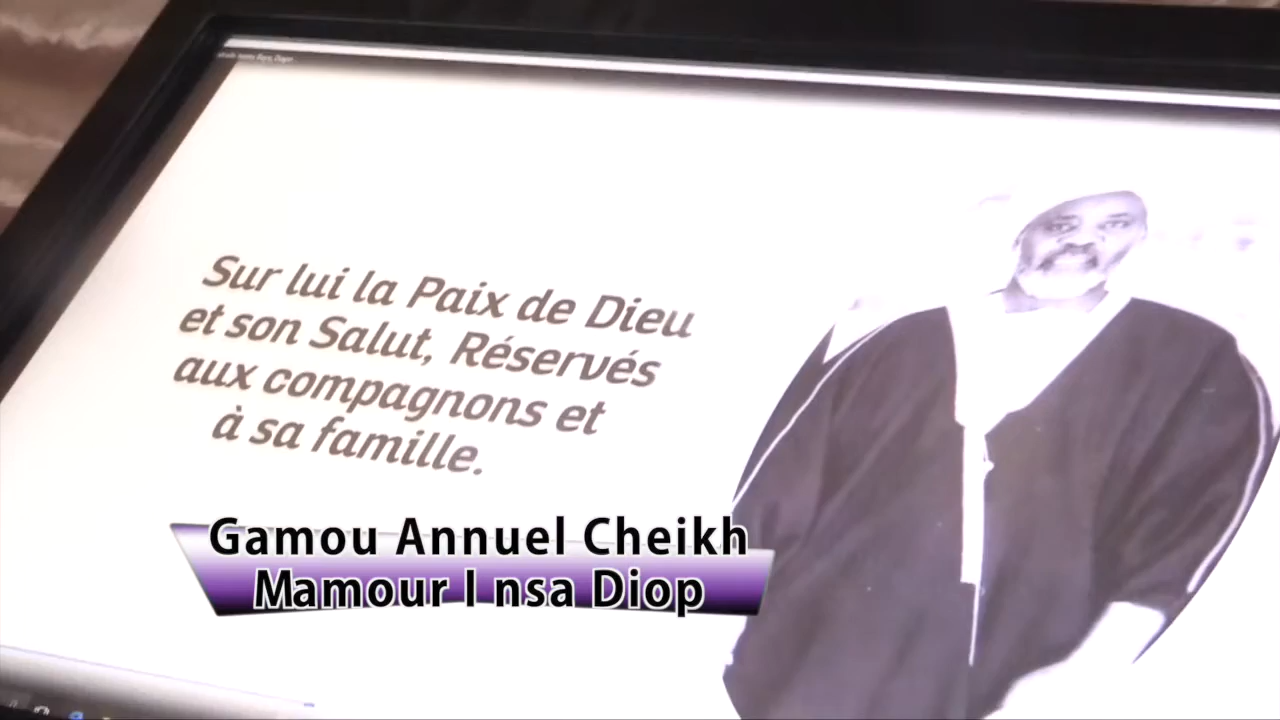 Sur lui la Paix de Dieu
et son Salut, Réservés
aux compagnons et
à sa famille.
Gamou Annuel Cheikh
Mamour Insa Diop